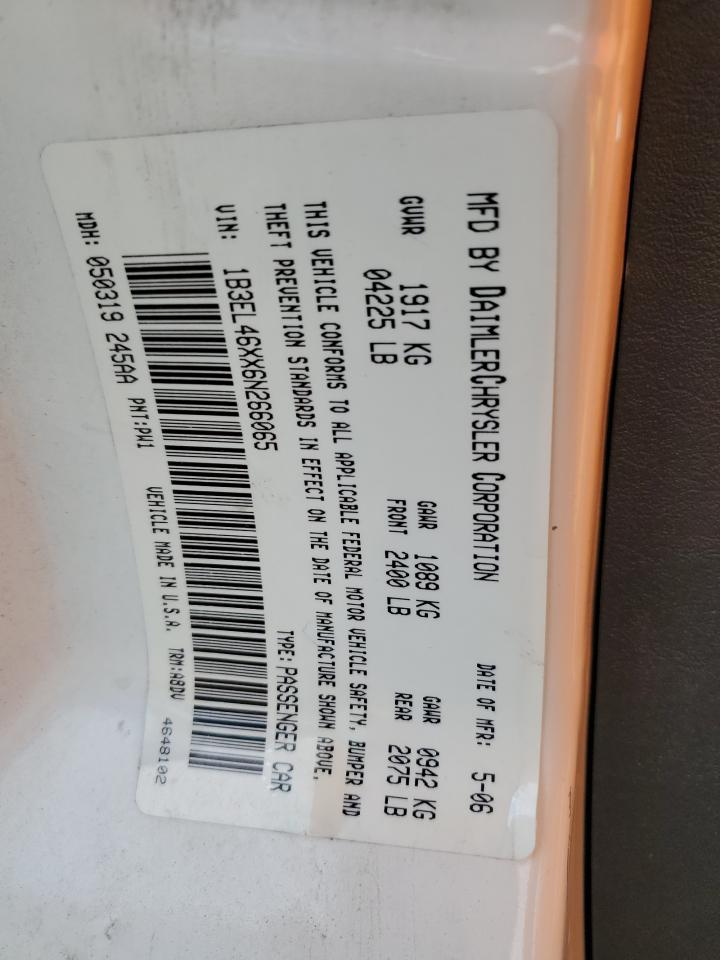 MFD BY DAIMLERCHRYSLER CORPORATION DATE OF MFR: 5-06
GVWR 1917 KG GAWR 1089 KG GAWR 0942 KG
04225 LB FRONT 2400 LB REAR 2075 LB
THIS VEHICLE CONFORMS TO ALL APPLICABLE FEDERAL MOTOR VEHICLE SAFETY, BUMPER AND
THEFT PREVENTION STANDARDS IN EFFECT ON THE DATE OF MANUFACTURE SHOWN ABOVE.
VIN: 1B3EL46XX6N266065 TYPE: PASSENGER CAR
MDH: 050319 245AA PNT:PW1 VEHICLE MADE IN U.S.A. TRM:A8DV 4648102